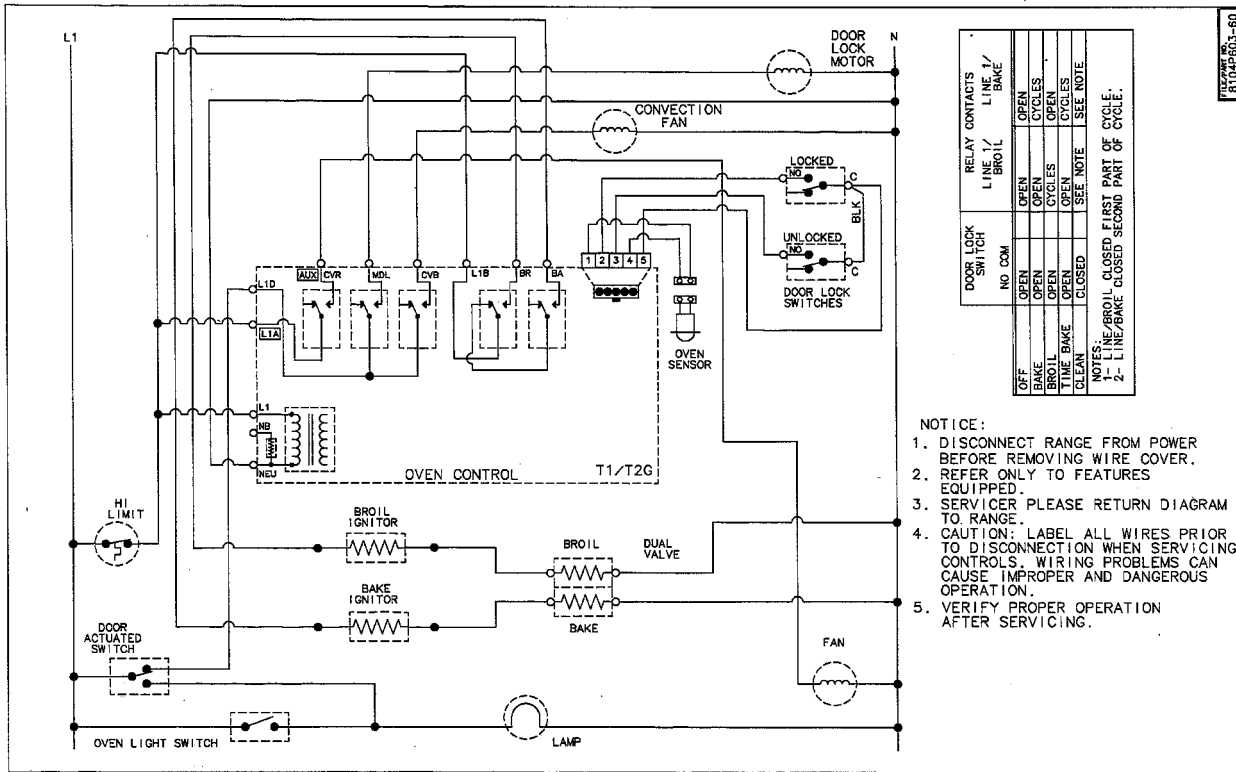 L1
DOOR
LOCK
MOTOR
N
CONVECTION
FAN
LOCKED
NO
C
BLK
UNLOCKED
NO
C
DOOR LOCK
SWITCHES
AUX CVR
MDL
CVB
L1B
BR
BA
1 2 3 4 5
L1D
L1A
OVEN
SENSOR
L1
NB
NEU
OVEN CONTROL
T1/T2G
HI
LIMIT
BROIL
IGNITOR
BROIL
DUAL
VALVE
BAKE
IGNITOR
BAKE
DOOR
ACTUATED
SWITCH
FAN
OVEN LIGHT SWITCH
LAMP
FILE/PART NO.
8104P603-60
DOOR LOCK
SWITCH
NO COM
RELAY CONTACTS
LINE 1/
BROIL
LINE 1/
BAKE
OFF OPEN OPEN OPEN
BAKE OPEN OPEN CYCLES
BROIL OPEN CYCLES OPEN
TIME BAKE OPEN OPEN CYCLES
CLEAN CLOSED SEE NOTE SEE NOTE
NOTES:
1- LINE/BROIL CLOSED FIRST PART OF CYCLE.
2- LINE/BAKE CLOSED SECOND PART OF CYCLE.
NOTICE:
1. DISCONNECT RANGE FROM POWER
BEFORE REMOVING WIRE COVER.
2. REFER ONLY TO FEATURES
EQUIPPED.
3. SERVICER PLEASE RETURN DIAGRAM
TO RANGE.
4. CAUTION: LABEL ALL WIRES PRIOR
TO DISCONNECTION WHEN SERVICING
CONTROLS. WIRING PROBLEMS CAN
CAUSE IMPROPER AND DANGEROUS
OPERATION.
5. VERIFY PROPER OPERATION
AFTER SERVICING.